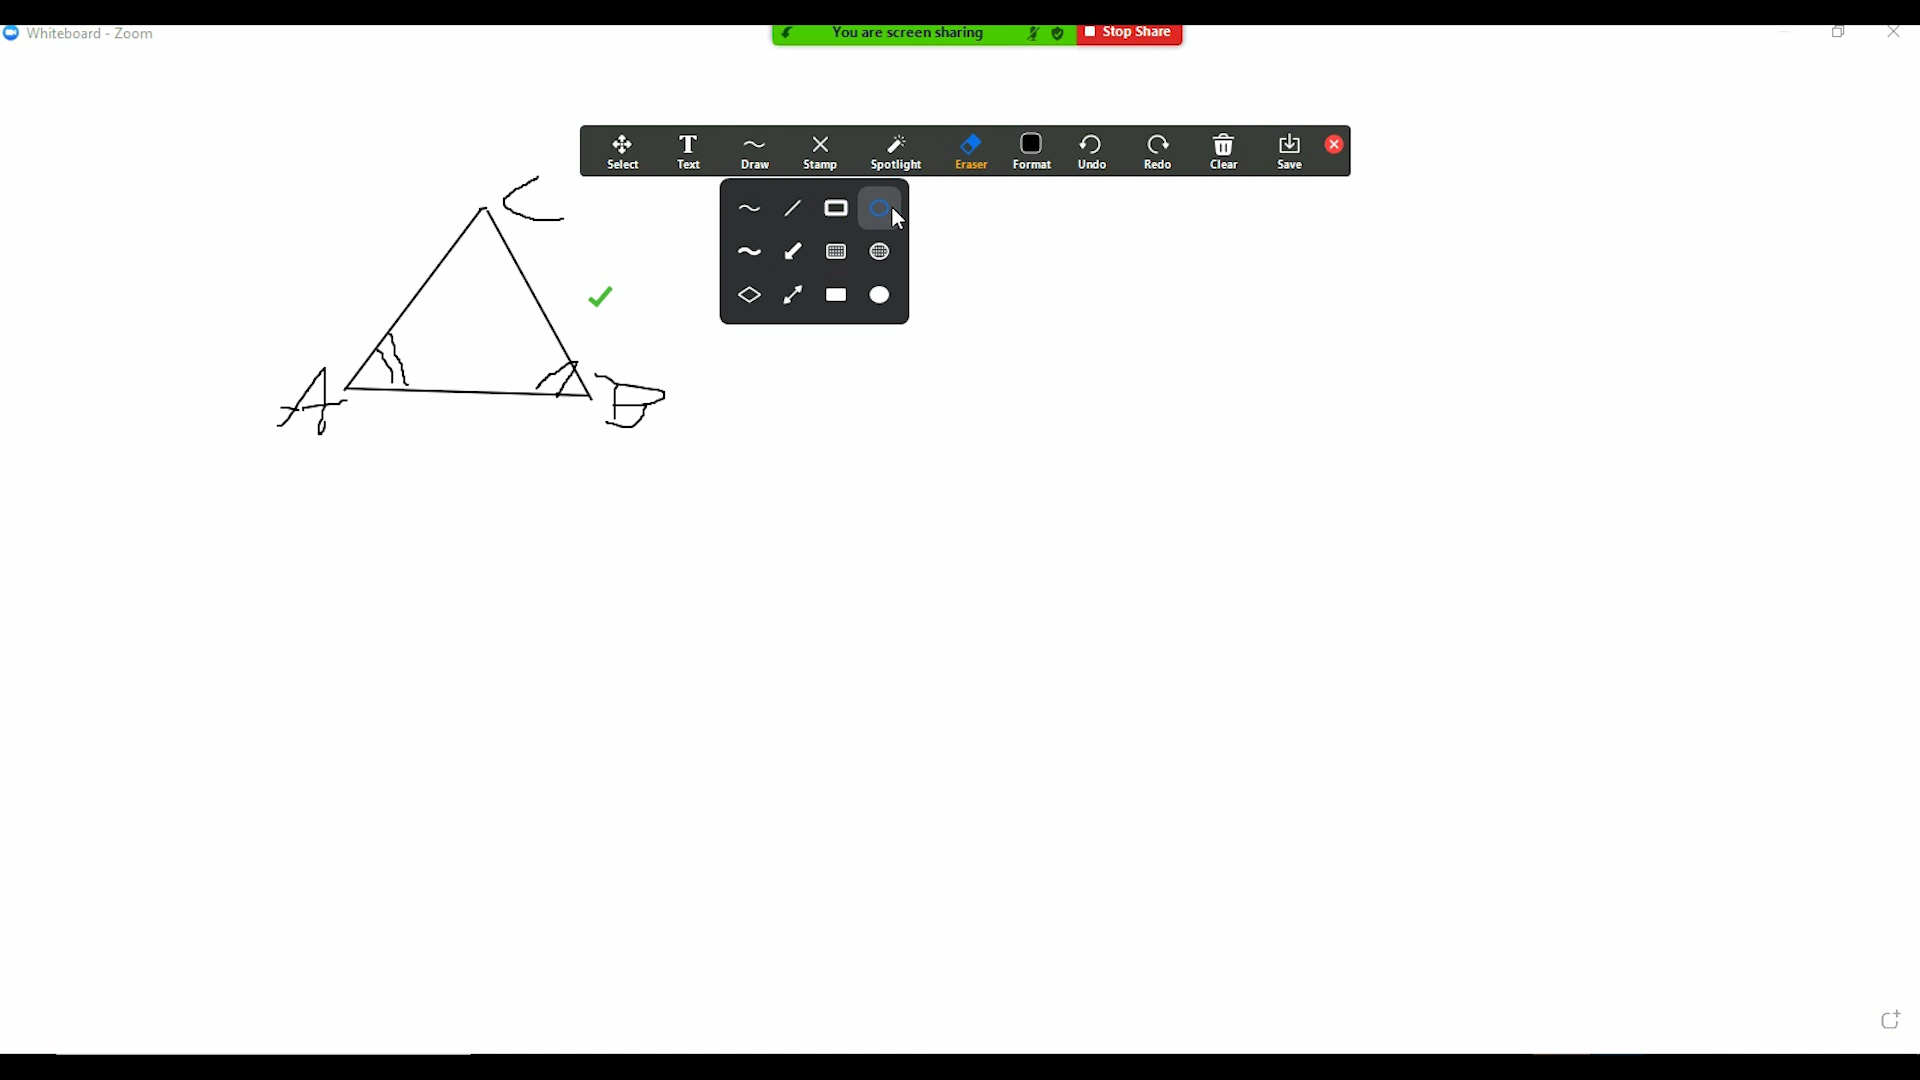 Whiteboard - Zoom
You are screen sharing
Stop Share
Select Text Draw Stamp Spotlight Eraser Format Undo Redo Clear Save
C
A
B